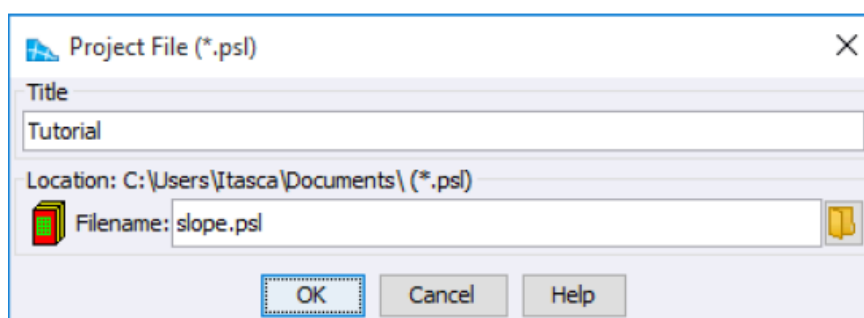 Project File (*.psl)
Title
Tutorial
Location: C:\Users\Itasca\Documents\ (*.psl)
Filename: slope.psl
OK Cancel Help